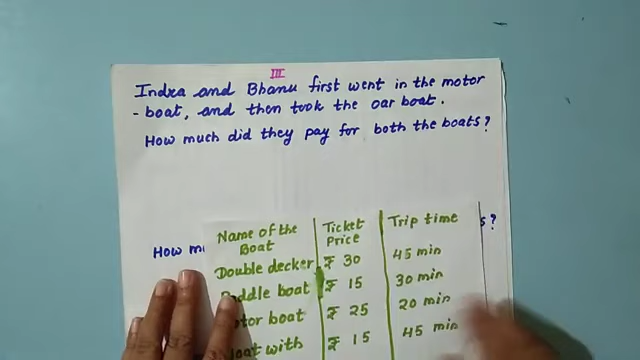 III
Indra and Bhanu first went in the motor
- boat, and then took the oar boat.
How much did they pay for both the boats?
How
Name of the Boat | Ticket Price | Trip time
Double decker | ₹ 30 | 45 min
boat | ₹ 15 | 30 min
boat | ₹ 25 | 20 min
with | ₹ 15 | 45 min